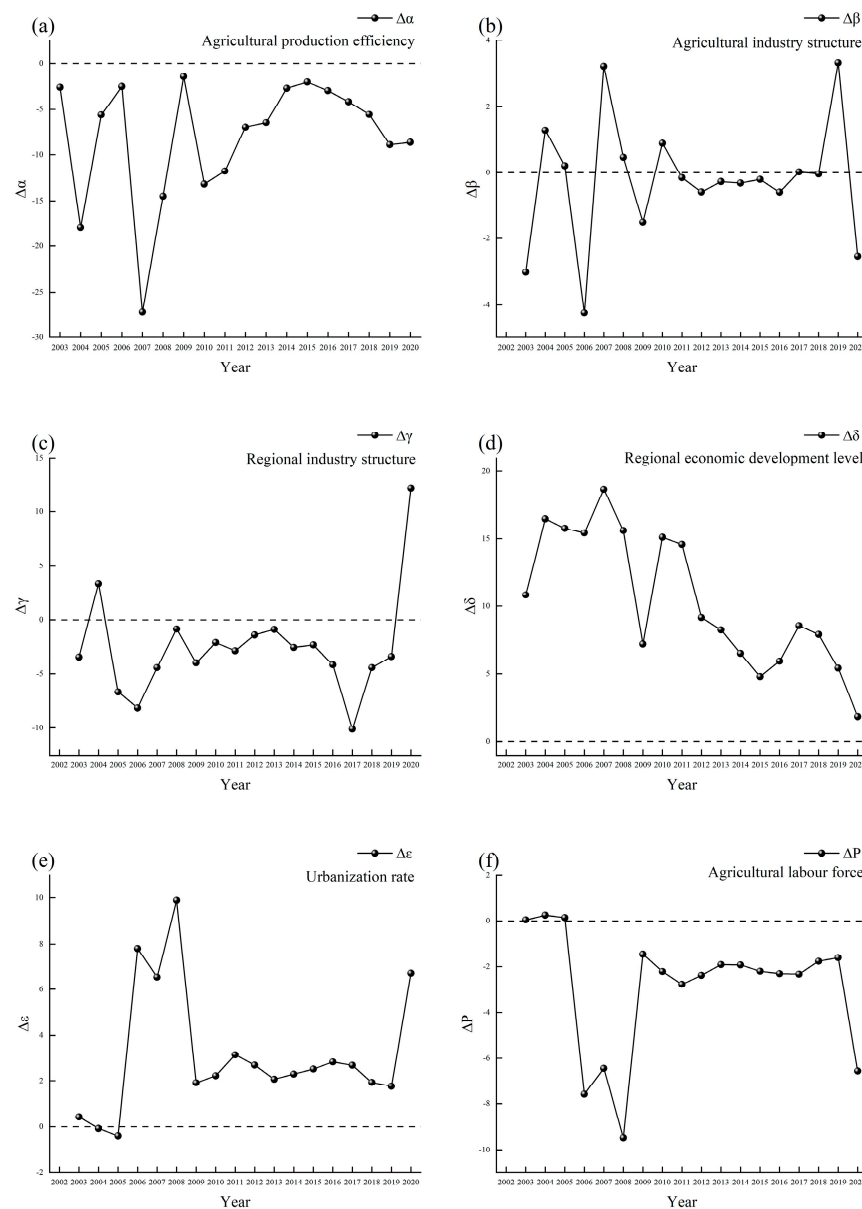 (a)
Δα
Agricultural production efficiency
0
-5
-10
-15
-20
-25
-30
Δα
2003 2004 2005 2006 2007 2008 2009 2010 2011 2012 2013 2014 2015 2016 2017 2018 2019 2020
Year
(b)
Δβ
Agricultural industry structure
4
2
0
-2
-4
Δβ
2002 2003 2004 2005 2006 2007 2008 2009 2010 2011 2012 2013 2014 2015 2016 2017 2018 2019 202
Year
(c)
Δγ
Regional industry structure
15
10
5
0
-5
-10
Δγ
2002 2003 2004 2005 2006 2007 2008 2009 2010 2011 2012 2013 2014 2015 2016 2017 2018 2019 2020
Year
(d)
Δδ
Regional economic development level
20
15
10
5
0
Δδ
2002 2003 2004 2005 2006 2007 2008 2009 2010 2011 2012 2013 2014 2015 2016 2017 2018 2019 202
Year
(e)
Δε
Urbanization rate
10
8
6
4
2
0
-2
Δε
2002 2003 2004 2005 2006 2007 2008 2009 2010 2011 2012 2013 2014 2015 2016 2017 2018 2019 2020
Year
(f)
ΔP
Agricultural labour force
2
0
-2
-4
-6
-8
-10
ΔP
2002 2003 2004 2005 2006 2007 2008 2009 2010 2011 2012 2013 2014 2015 2016 2017 2018 2019 202
Year